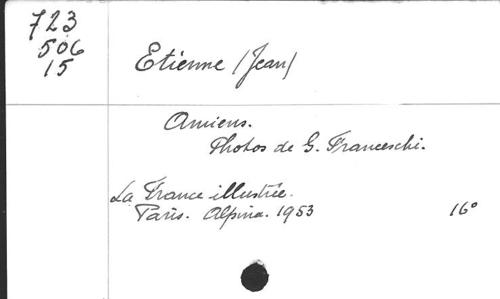 723
506
15
Etienne (Jean)
Amiens.
Photos de G. Franceschi.
La France illustrée.
Paris. Alpina. 1953 16°